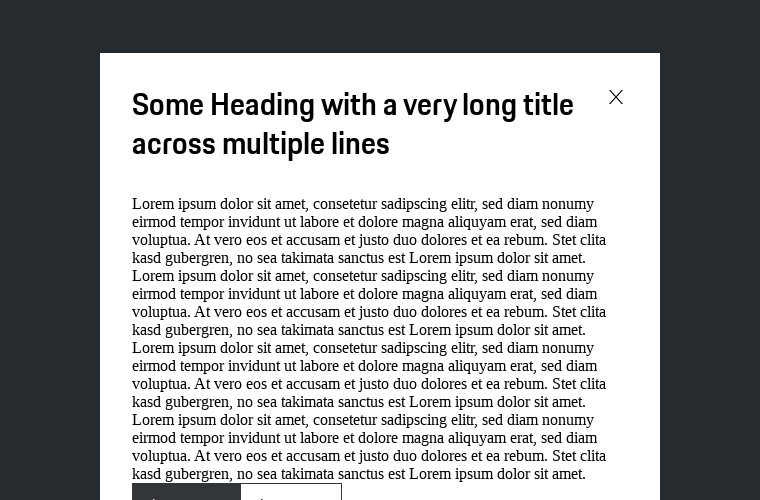 Some Heading with a very long title
across multiple lines
Lorem ipsum dolor sit amet, consetetur sadipscing elitr, sed diam nonumy
eirmod tempor invidunt ut labore et dolore magna aliquyam erat, sed diam
voluptua. At vero eos et accusam et justo duo dolores et ea rebum. Stet clita
kasd gubergren, no sea takimata sanctus est Lorem ipsum dolor sit amet.
Lorem ipsum dolor sit amet, consetetur sadipscing elitr, sed diam nonumy
eirmod tempor invidunt ut labore et dolore magna aliquyam erat, sed diam
voluptua. At vero eos et accusam et justo duo dolores et ea rebum. Stet clita
kasd gubergren, no sea takimata sanctus est Lorem ipsum dolor sit amet.
Lorem ipsum dolor sit amet, consetetur sadipscing elitr, sed diam nonumy
eirmod tempor invidunt ut labore et dolore magna aliquyam erat, sed diam
voluptua. At vero eos et accusam et justo duo dolores et ea rebum. Stet clita
kasd gubergren, no sea takimata sanctus est Lorem ipsum dolor sit amet.
Lorem ipsum dolor sit amet, consetetur sadipscing elitr, sed diam nonumy
eirmod tempor invidunt ut labore et dolore magna aliquyam erat, sed diam
voluptua. At vero eos et accusam et justo duo dolores et ea rebum. Stet clita
kasd gubergren, no sea takimata sanctus est Lorem ipsum dolor sit amet.